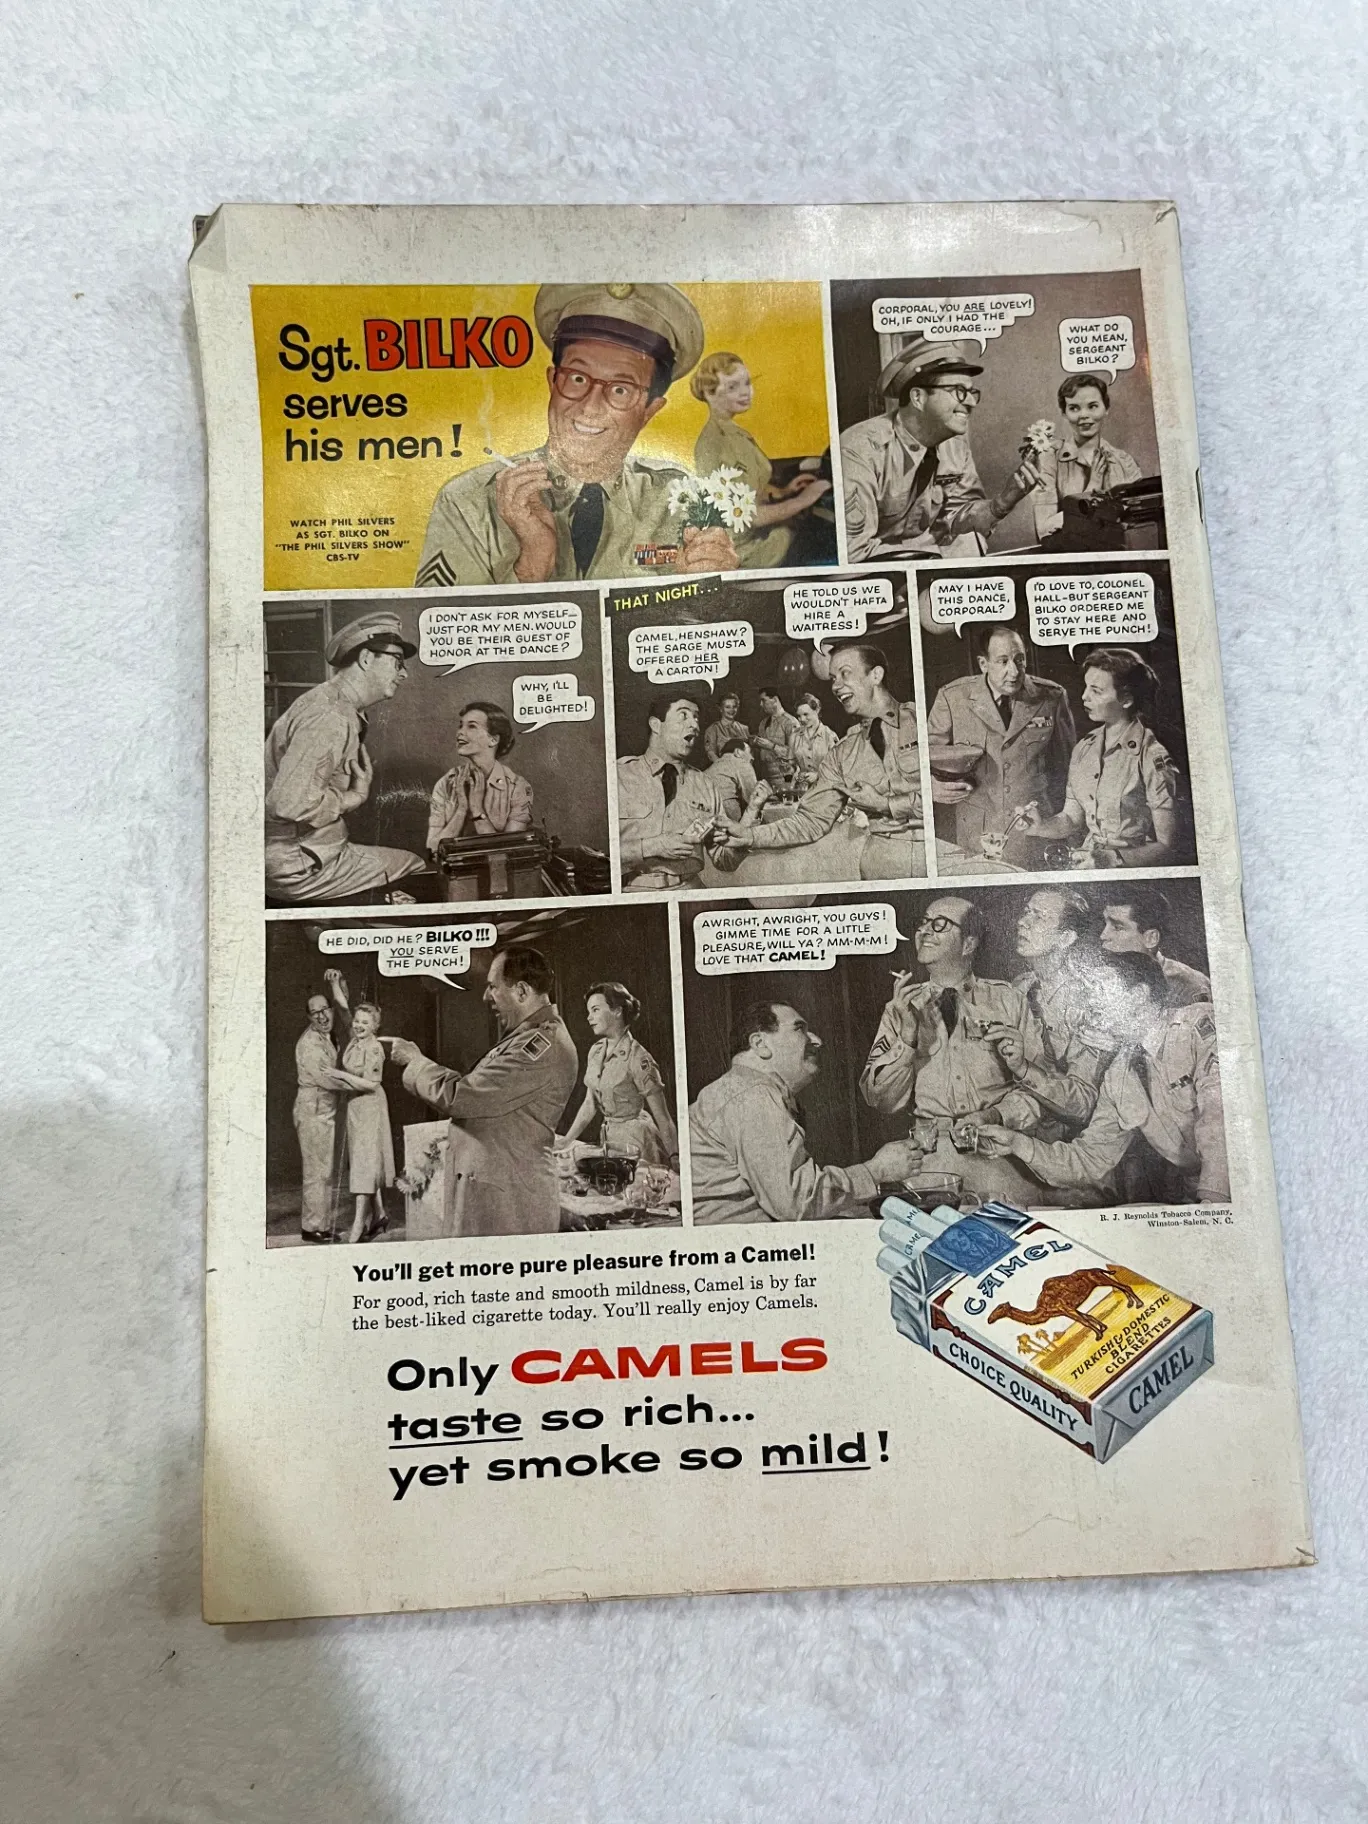 Sgt. BILKO
serves
his men!
WATCH PHIL SILVERS
AS SGT. BILKO ON
"THE PHIL SILVERS SHOW"
CBS-TV
CORPORAL, YOU ARE LOVELY!
OH, IF ONLY I HAD THE
COURAGE...
WHAT DO
YOU MEAN,
SERGEANT
BILKO?
I DON'T ASK FOR MYSELF—
JUST FOR MY MEN. WOULD
YOU BE THEIR GUEST OF
HONOR AT THE DANCE?
WHY, I'LL
BE
DELIGHTED!
THAT NIGHT...
CAMEL, HENSHAW?
THE SARGE MUSTA
OFFERED HER
A CARTON!
HE TOLD US WE
WOULDN'T HAFTA
HIRE A
WAITRESS!
MAY I HAVE
THIS DANCE,
CORPORAL?
I'D LOVE TO, COLONEL
HALL—BUT SERGEANT
BILKO ORDERED ME
TO STAY HERE AND
SERVE THE PUNCH!
HE DID, DID HE? BILKO!!!
YOU SERVE
THE PUNCH!
AWRIGHT, AWRIGHT, YOU GUYS!
GIMME TIME FOR A LITTLE
PLEASURE, WILL YA? MM-M-M!
LOVE THAT CAMEL!
R. J. Reynolds Tobacco Company,
Winston-Salem, N. C.
You'll get more pure pleasure from a Camel!
For good, rich taste and smooth mildness, Camel is by far
the best-liked cigarette today. You'll really enjoy Camels.
Only CAMELS
taste so rich...
yet smoke so mild!
CAMEL
TURKISH & DOMESTIC
BLEND
CIGARETTES
CHOICE QUALITY
CAMEL